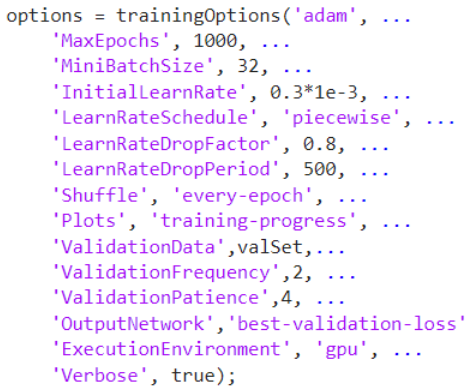 options = trainingOptions('adam', ...
'MaxEpochs', 1000, ...
'MiniBatchSize', 32, ...
'InitialLearnRate', 0.3*1e-3, ...
'LearnRateSchedule', 'piecewise', ...
'LearnRateDropFactor', 0.8, ...
'LearnRateDropPeriod', 500, ...
'Shuffle', 'every-epoch', ...
'Plots', 'training-progress', ...
'ValidationData',valSet,...
'ValidationFrequency',2, ...
'ValidationPatience',4, ...
'OutputNetwork','best-validation-loss'
'ExecutionEnvironment', 'gpu', ...
'Verbose', true);